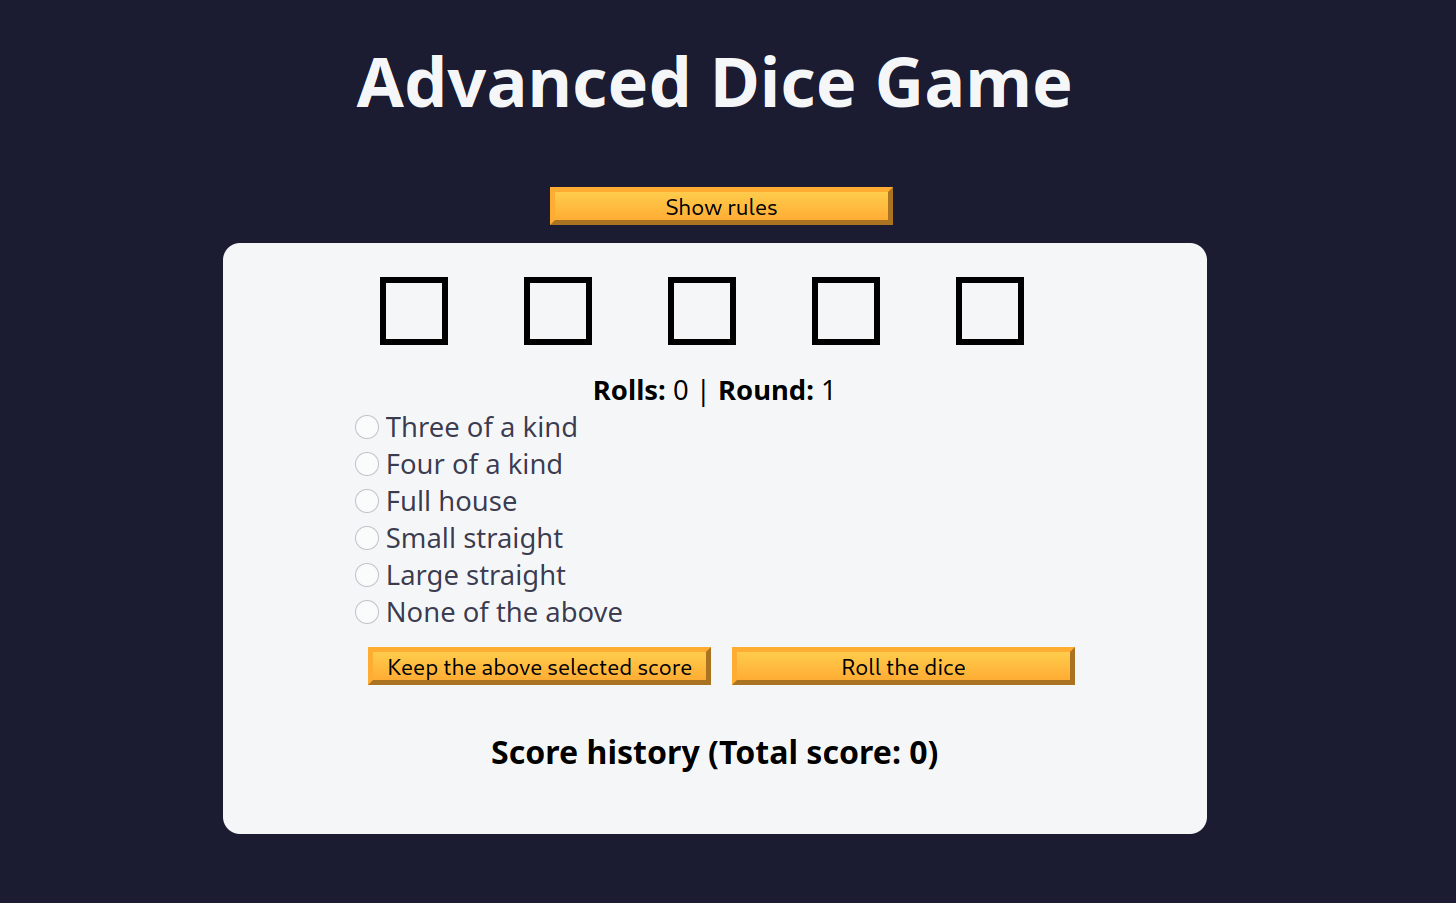 Advanced Dice Game
Show rules
Rolls: 0 | Round: 1
Three of a kind
Four of a kind
Full house
Small straight
Large straight
None of the above
Keep the above selected score
Roll the dice
Score history (Total score: 0)